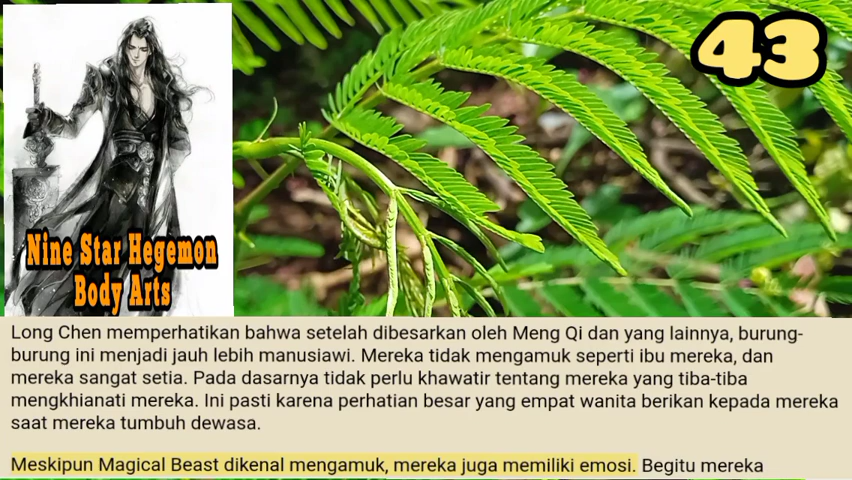 43
Nine Star Hegemon
Body Arts
Long Chen memperhatikan bahwa setelah dibesarkan oleh Meng Qi dan yang lainnya, burung-
burung ini menjadi jauh lebih manusiawi. Mereka tidak mengamuk seperti ibu mereka, dan
mereka sangat setia. Pada dasarnya tidak perlu khawatir tentang mereka yang tiba-tiba
mengkhianati mereka. Ini pasti karena perhatian besar yang empat wanita berikan kepada mereka
saat mereka tumbuh dewasa.
Meskipun Magical Beast dikenal mengamuk, mereka juga memiliki emosi. Begitu mereka